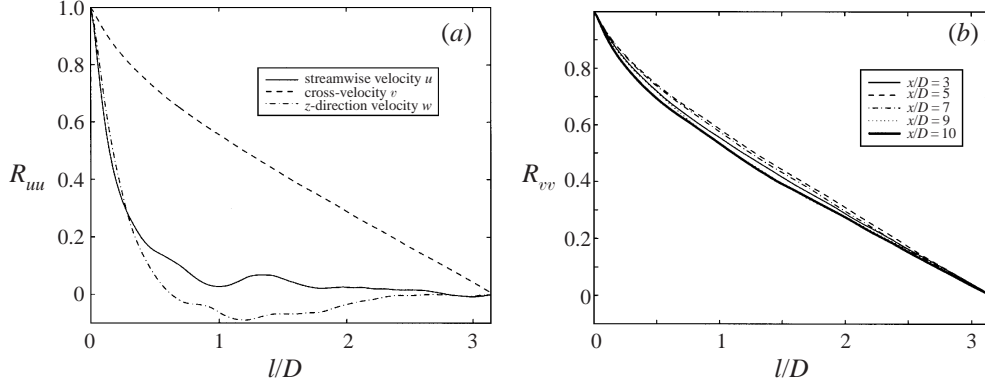 (a)
1.0
0.8
0.6
0.4
0.2
0
R_uu
streamwise velocity u
cross-velocity v
z-direction velocity w
0
1
2
3
l/D
(b)
0.8
0.6
0.4
0.2
0
R_vv
x/D = 3
x/D = 5
x/D = 7
x/D = 9
x/D = 10
0
1
2
3
l/D